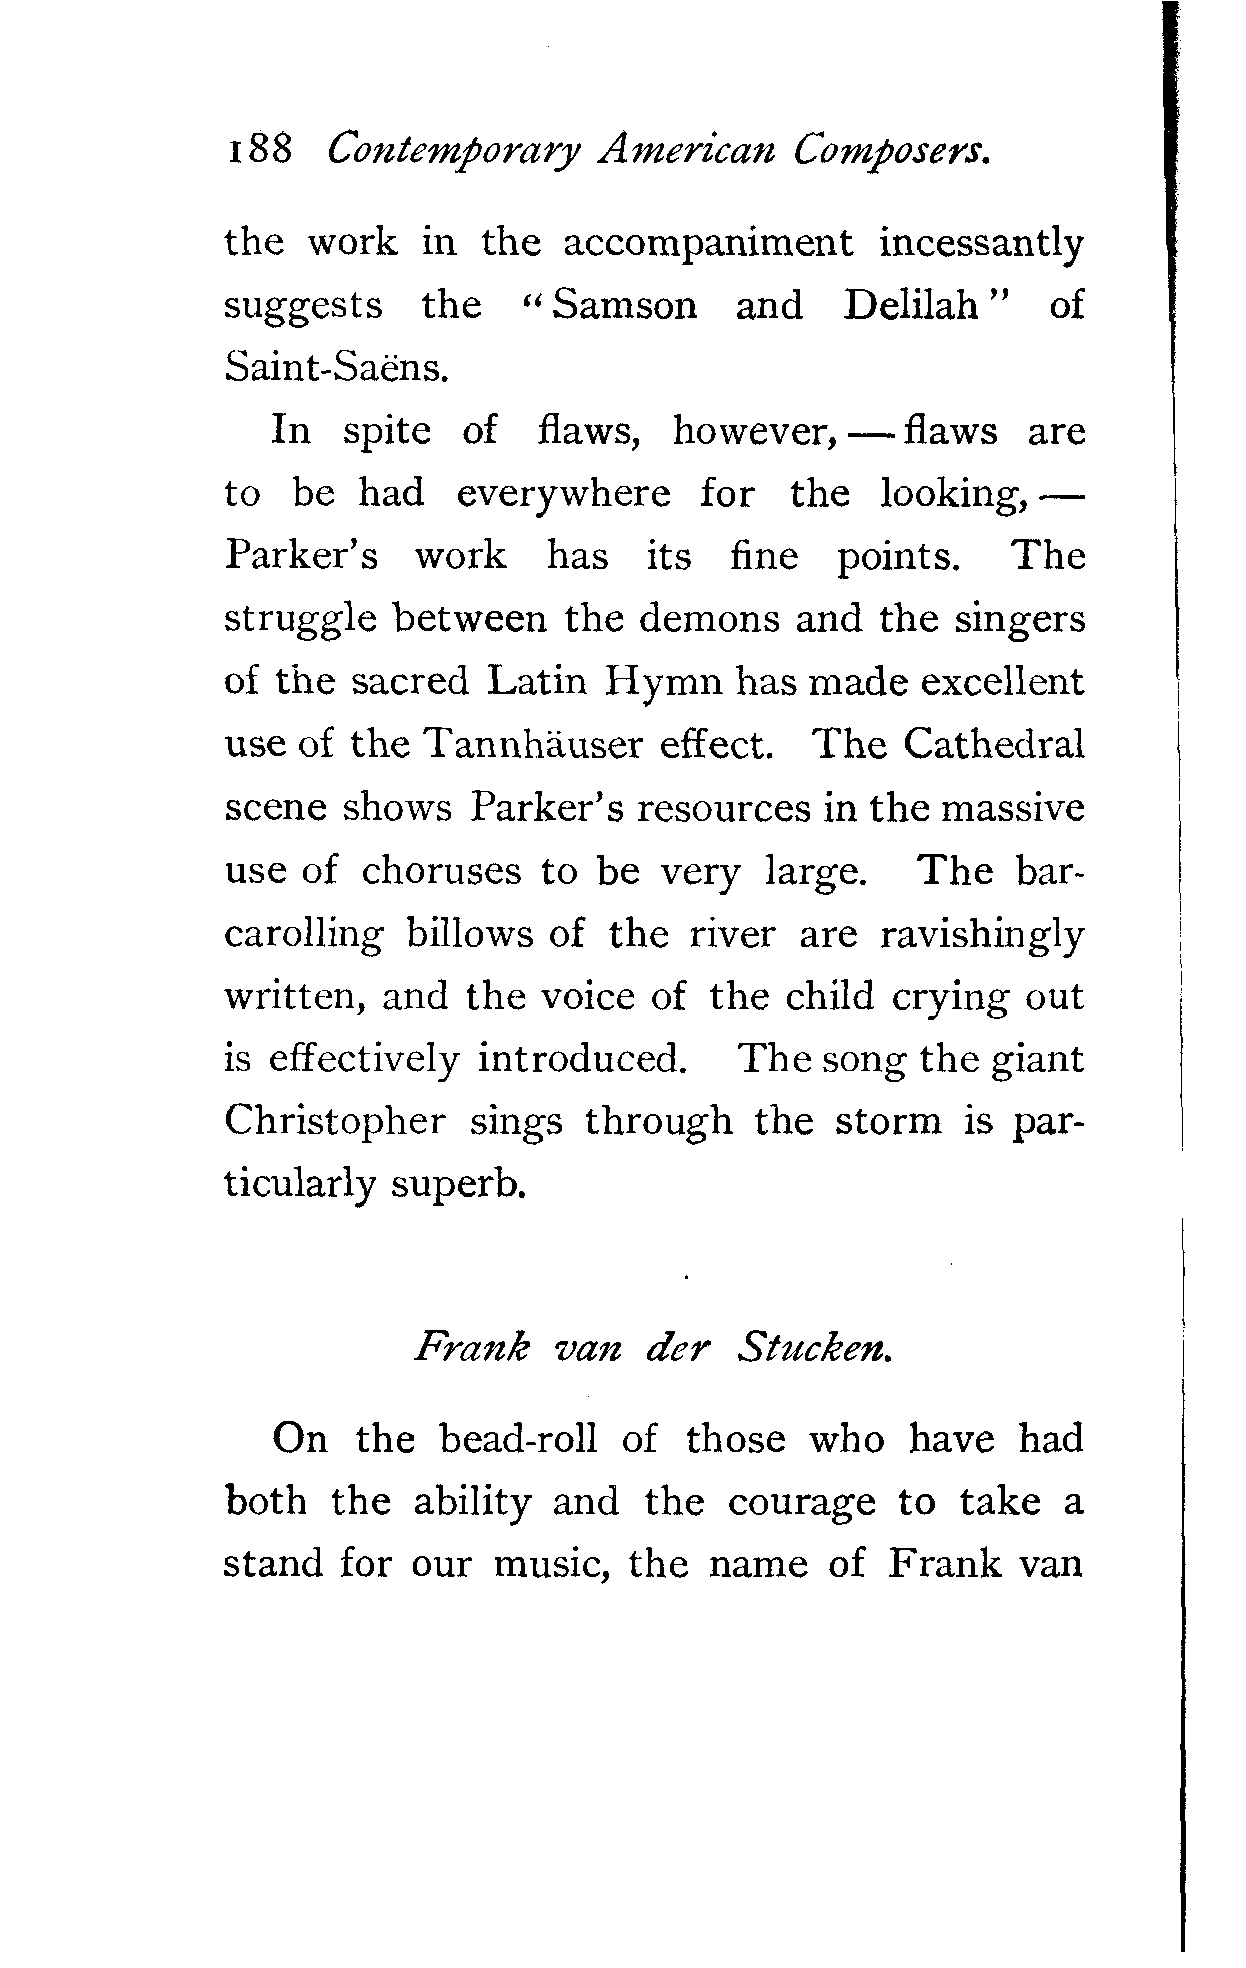 188 Contemporary American Composers.
the work in the accompaniment incessantly
suggests the “Samson and Delilah” of
Saint-Saëns.
In spite of flaws, however, — flaws are
to be had everywhere for the looking, —
Parker’s work has its fine points. The
struggle between the demons and the singers
of the sacred Latin Hymn has made excellent
use of the Tannhäuser effect. The Cathedral
scene shows Parker’s resources in the massive
use of choruses to be very large. The bar-
carolling billows of the river are ravishingly
written, and the voice of the child crying out
is effectively introduced. The song the giant
Christopher sings through the storm is par-
ticularly superb.
Frank van der Stucken.
On the bead-roll of those who have had
both the ability and the courage to take a
stand for our music, the name of Frank van